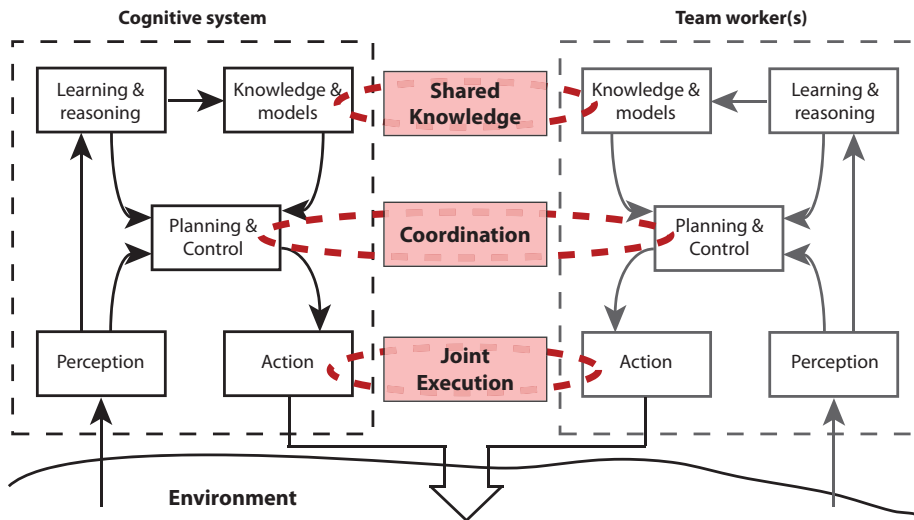 Cognitive system
Team worker(s)
Learning &
reasoning
Knowledge &
models
Shared
Knowledge
Knowledge &
models
Learning &
reasoning
Planning &
Control
Coordination
Planning &
Control
Perception
Action
Joint
Execution
Action
Perception
Environment